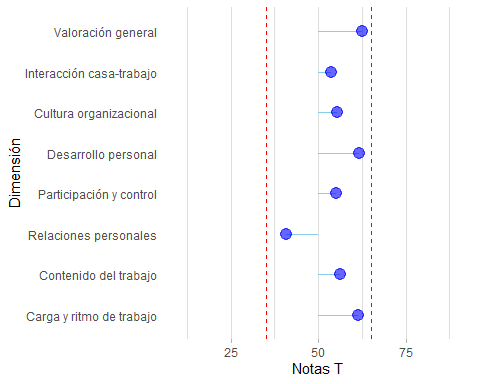 Valoración general
Interacción casa-trabajo
Cultura organizacional
Desarrollo personal
Participación y control
Relaciones personales
Contenido del trabajo
Carga y ritmo de trabajo
Dimensión
25 50 75
Notas T